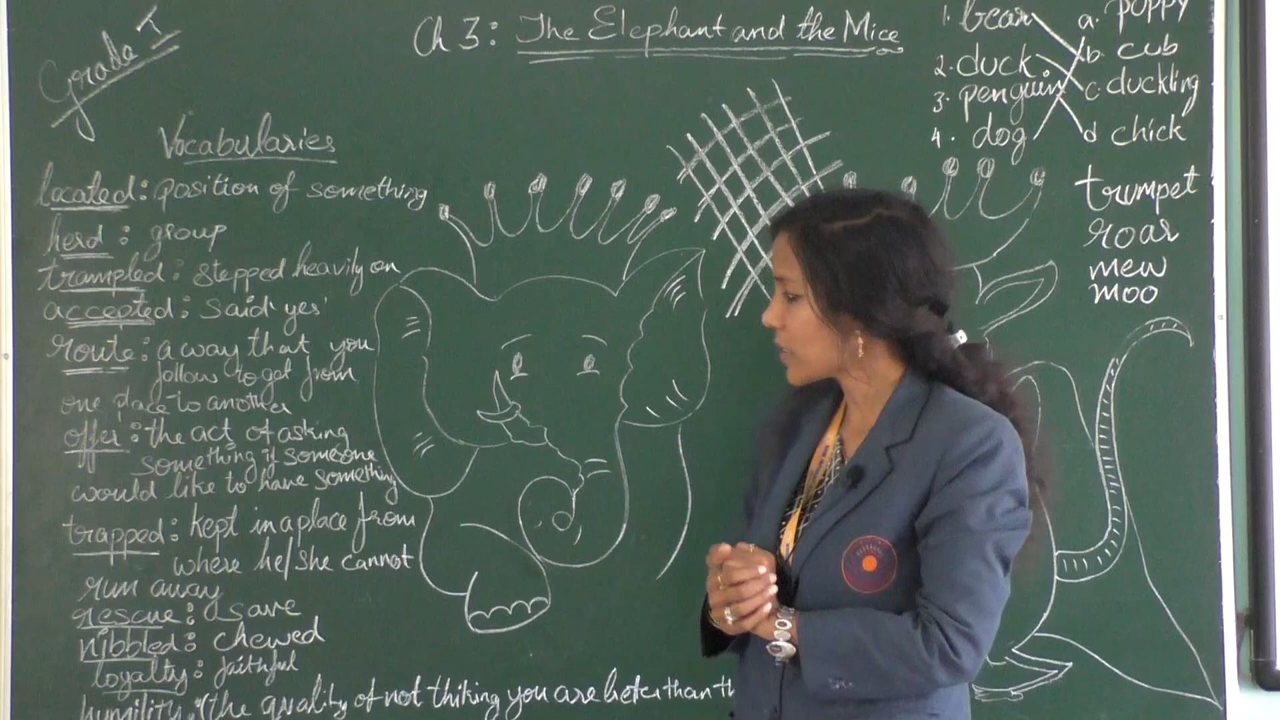 Grade I
Ch 3: The Elephant and the Mice
Vocabularies
located: position of something
herd: group
trampled: stepped heavily on
accepted: said 'yes'
route: a way that you
follow to get from
one place to another
offer: the act of asking
something if someone
would like to have something
trapped: kept in a place from
where he/she cannot
run away
rescue: save
nibbled: chewed
loyalty: faithful
humility: (the quality of not thiking you are better than th
1. bear a. puppy
2. duck b. cub
3. penguin c. duckling
4. dog d chick
trumpet
roar
mew
moo